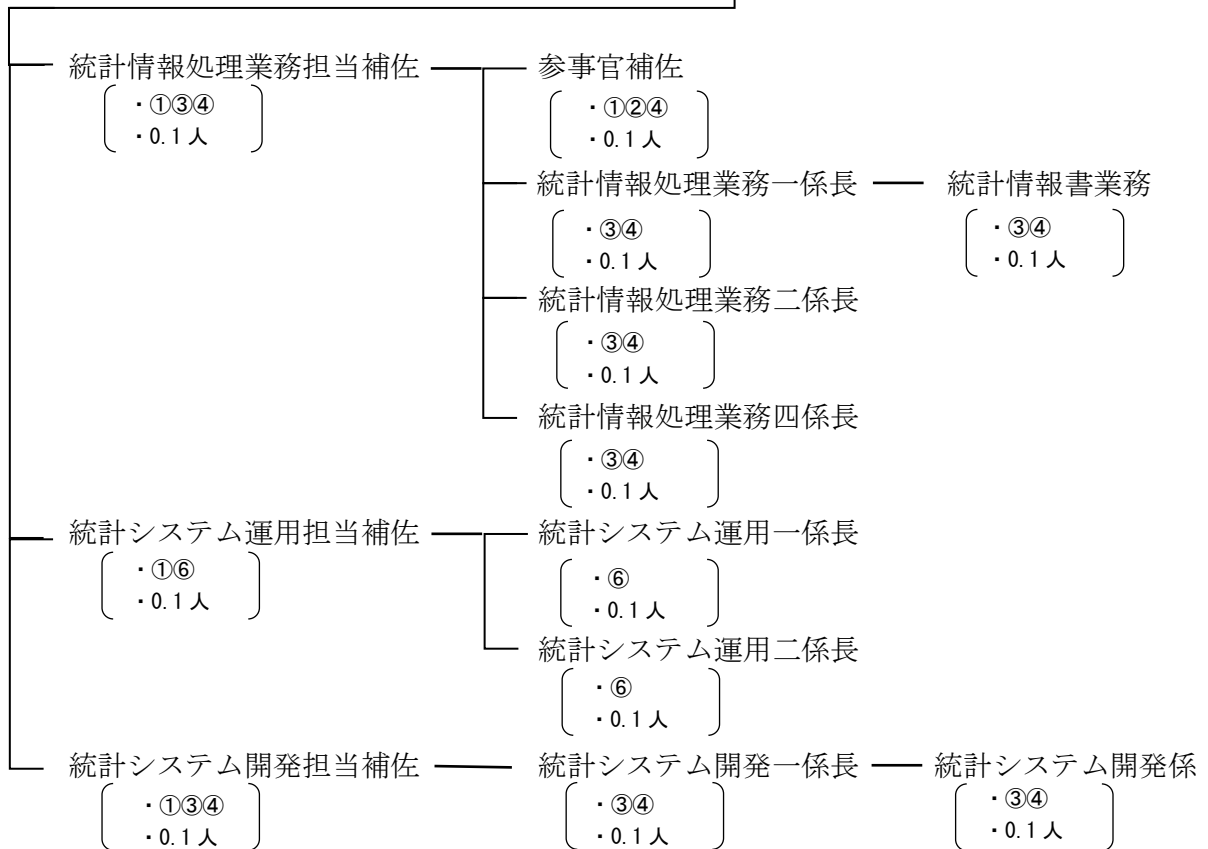 統計情報処理業務担当補佐
・①③④
・0.1人
参事官補佐
・①②④
・0.1人
統計情報処理業務一係長
・③④
・0.1人
統計情報書業務
・③④
・0.1人
統計情報処理業務二係長
・③④
・0.1人
統計情報処理業務四係長
・③④
・0.1人
統計システム運用担当補佐
・①⑥
・0.1人
統計システム運用一係長
・⑥
・0.1人
統計システム運用二係長
・⑥
・0.1人
統計システム開発担当補佐
・①③④
・0.1人
統計システム開発一係長
・③④
・0.1人
統計システム開発係
・③④
・0.1人